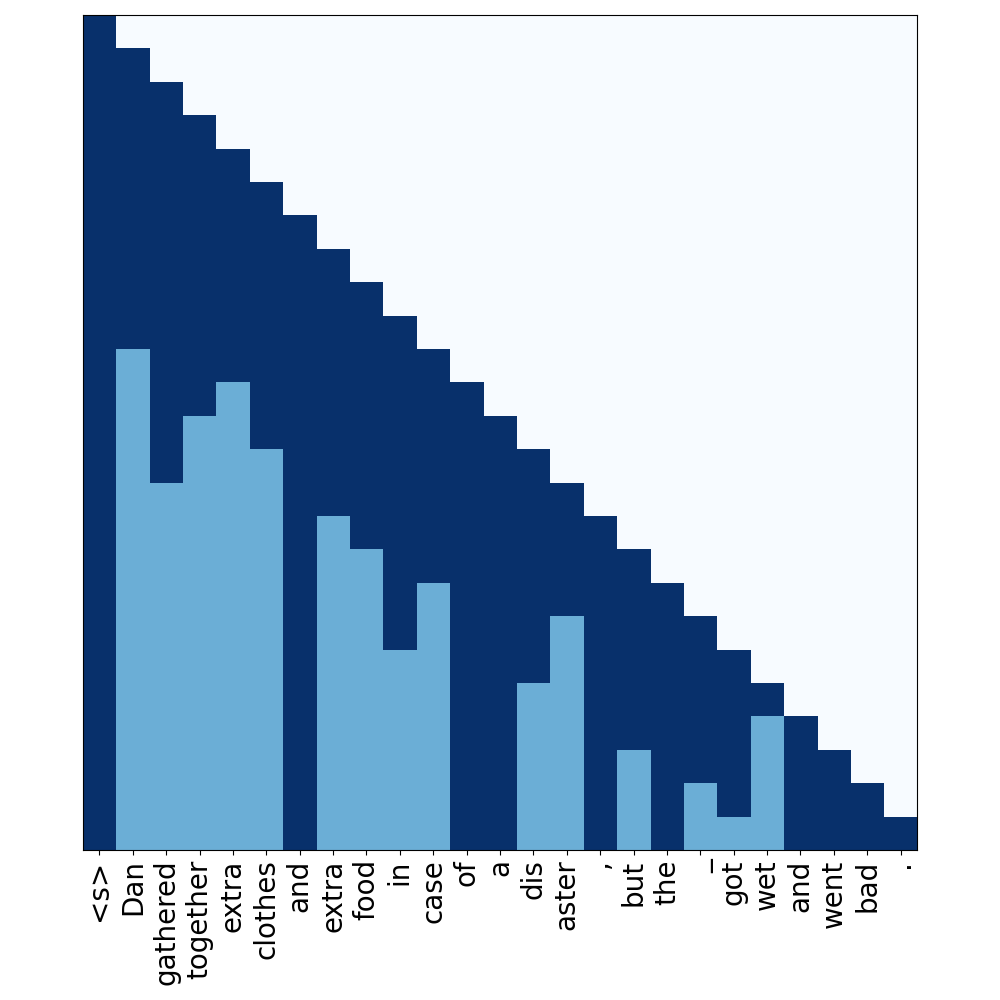 <s> Dan gathered together extra clothes and extra food in case of a dis aster , but the _ got wet and went bad .